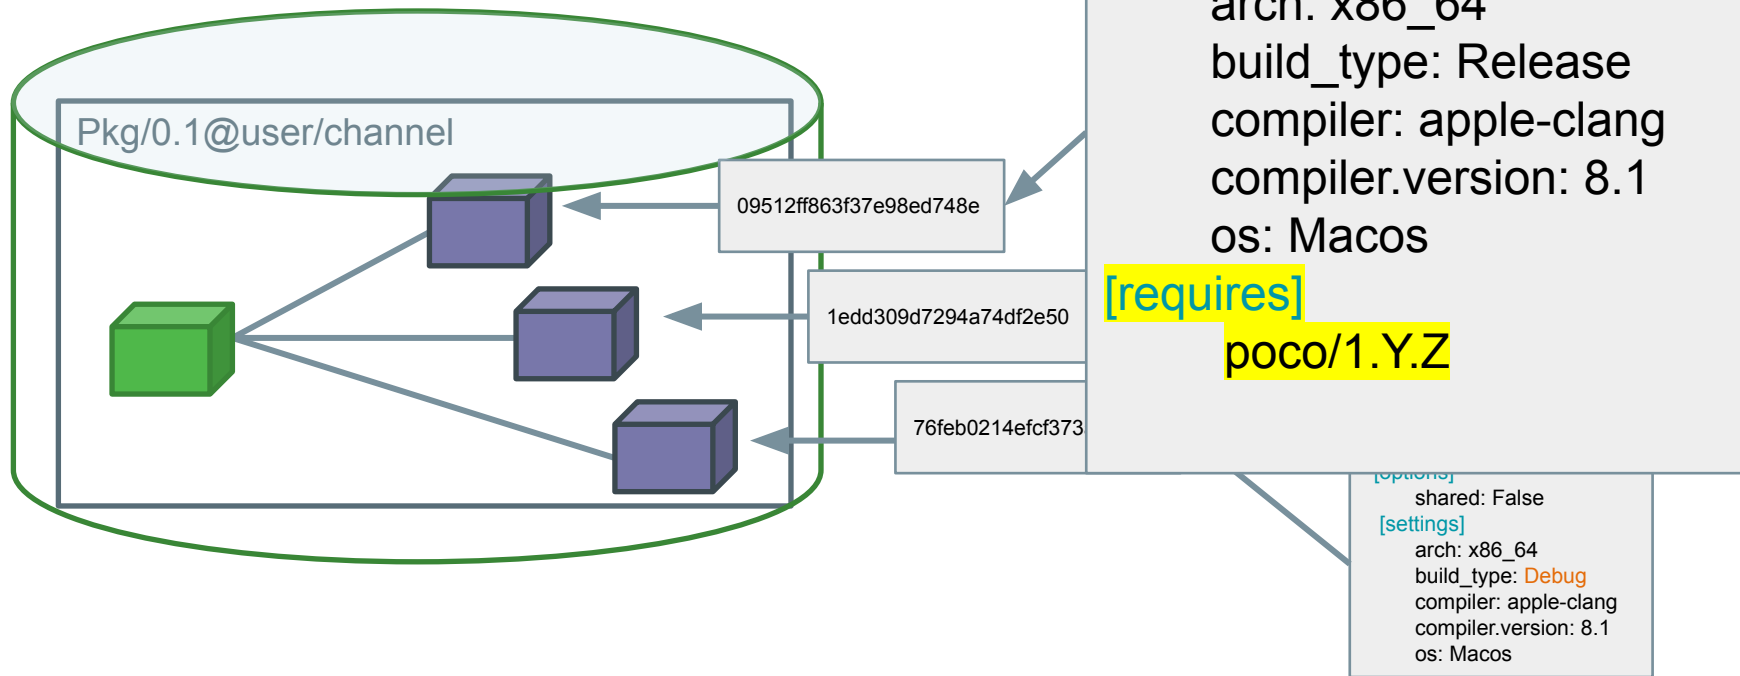 Pkg/0.1@user/channel
09512ff863f37e98ed748e
1edd309d7294a74df2e50
76feb0214efcf373
arch: x86_64
build_type: Release
compiler: apple-clang
compiler.version: 8.1
os: Macos
[requires]
poco/1.Y.Z
[options]
shared: False
[settings]
arch: x86_64
build_type: Debug
compiler: apple-clang
compiler.version: 8.1
os: Macos